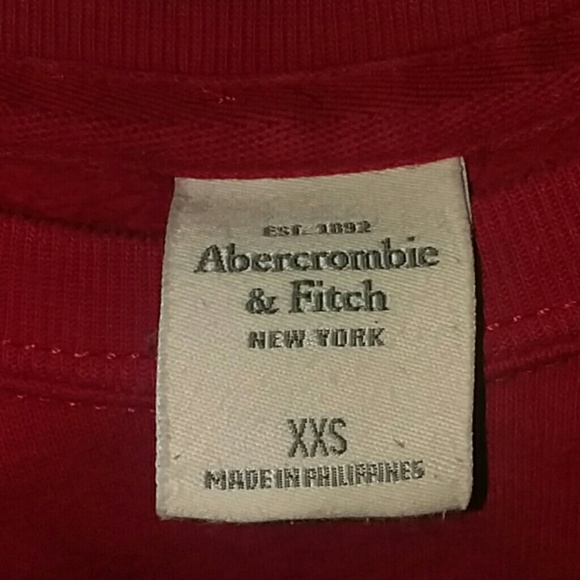 EST. 1892
Abercrombie
& Fitch
NEW YORK
XXS
MADE IN PHILIPPINES